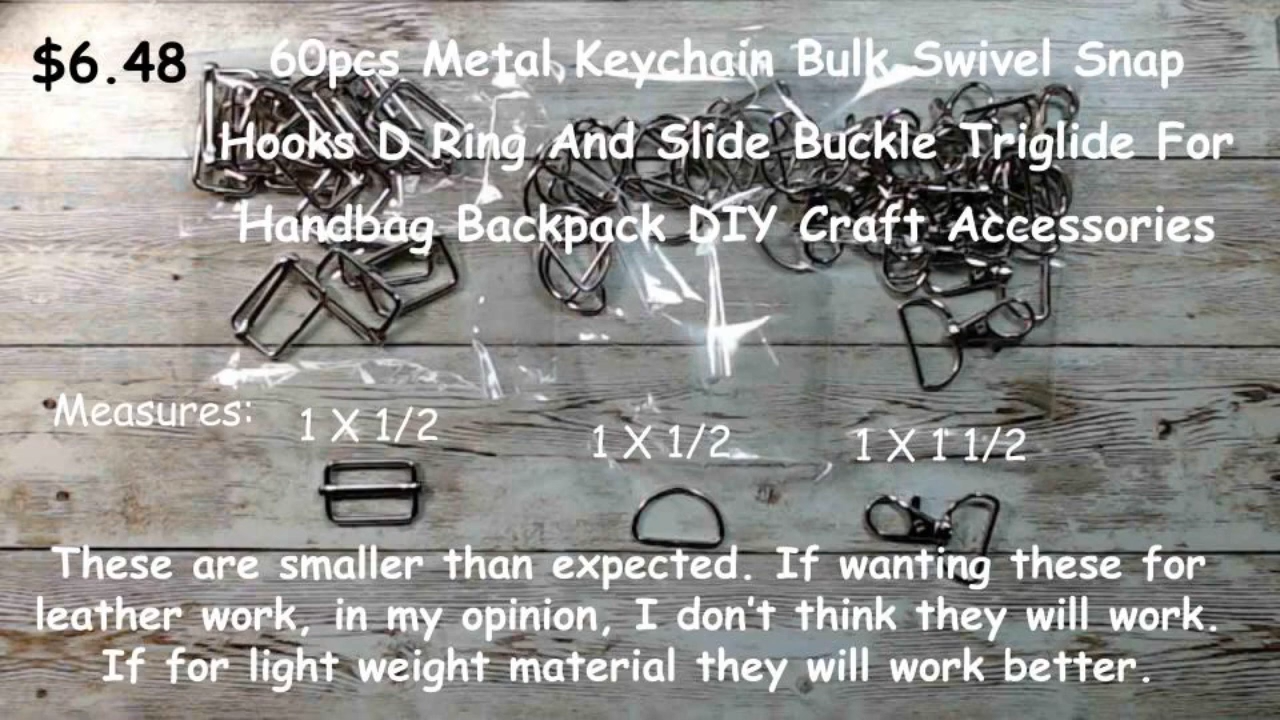 $6.48
60pcs Metal Keychain Bulk Swivel Snap
Hooks D Ring And Slide Buckle Triglide For
Handbag Backpack DIY Craft Accessories
Measures:
1 X 1/2
1 X 1/2
1 X 1 1/2
These are smaller than expected. If wanting these for
leather work, in my opinion, I don't think they will work.
If for light weight material they will work better.